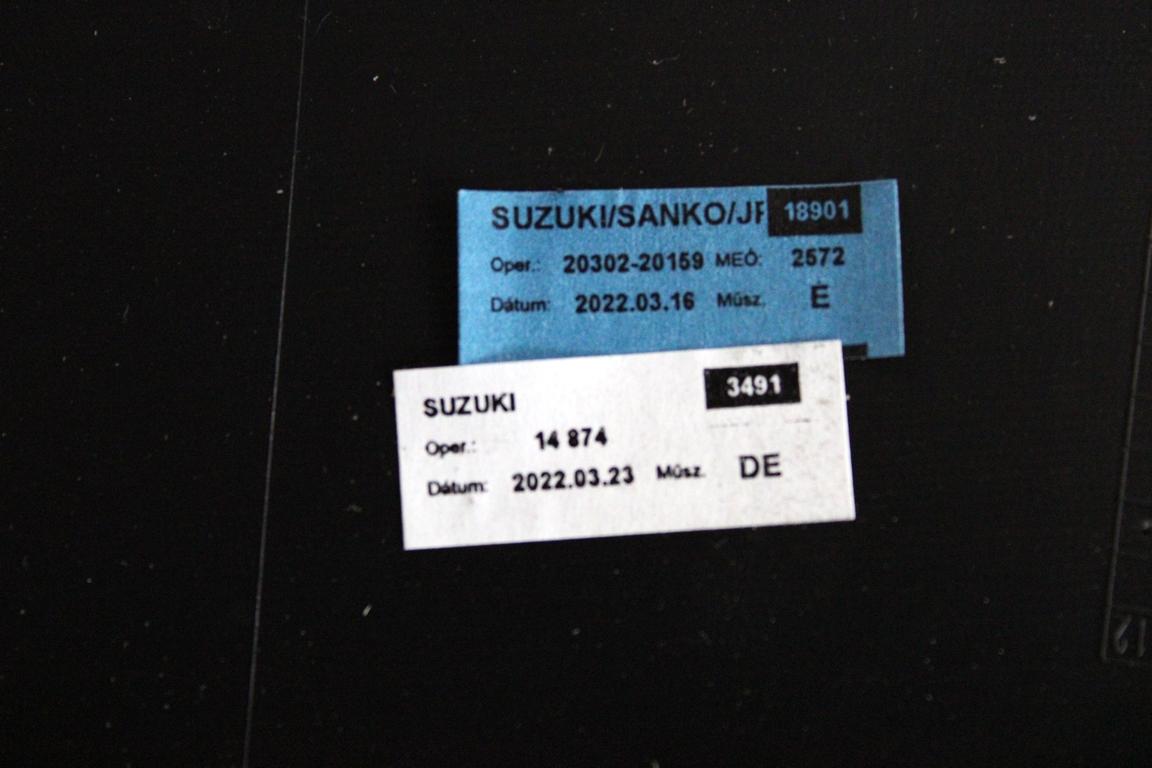 SUZUKI/SANKO/JF 18901
Oper.: 20302-20159 MEÓ: 2572
Dátum: 2022.03.16 Műsz. É
SUZUKI 3491
Oper.: 14 874
Dátum: 2022.03.23 Műsz. DE
12